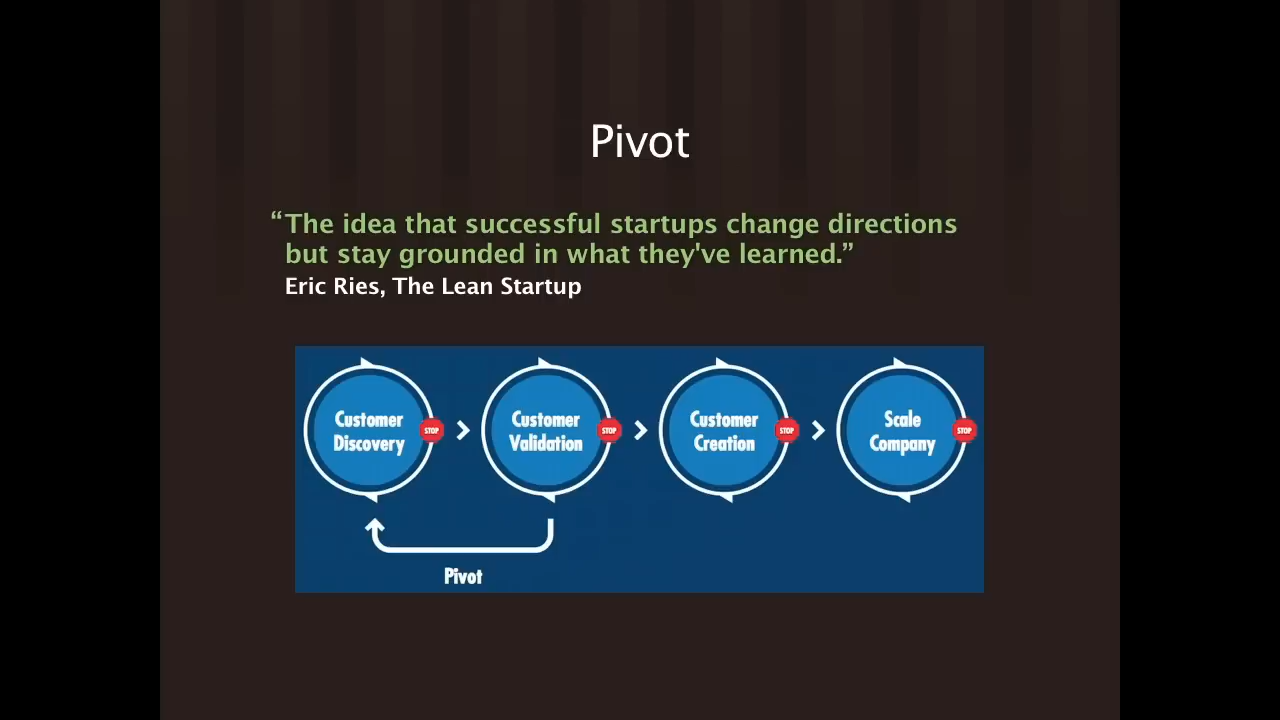 Pivot
“The idea that successful startups change directions
but stay grounded in what they've learned.”
Eric Ries, The Lean Startup
Customer
Discovery
STOP
Customer
Validation
STOP
Customer
Creation
STOP
Scale
Company
STOP
Pivot